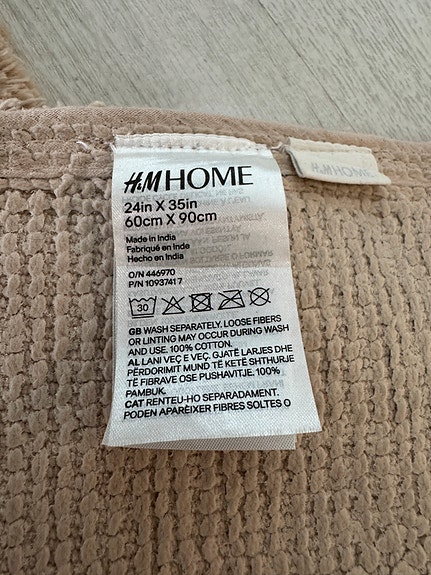 H&M HOME
24in X 35in
60cm X 90cm
Made in India
Fabriqué en Inde
Hecho en India
O/N 446970
P/N 10937417
30
GB WASH SEPARATELY. LOOSE FIBERS
OR LINTING MAY OCCUR DURING WASH
AND USE. 100% COTTON.
AL LANI VEÇ E VEÇ. GJATË LARJES DHE
PËRDORIMIT MUND TË KETË SHTHURJE
TË FIBRAVE OSE PUSHAVITJE. 100%
PAMBUK.
CAT RENTEU-HO SEPARADAMENT.
PODEN APARÈIXER FIBRES SOLTES O
H&M HOME